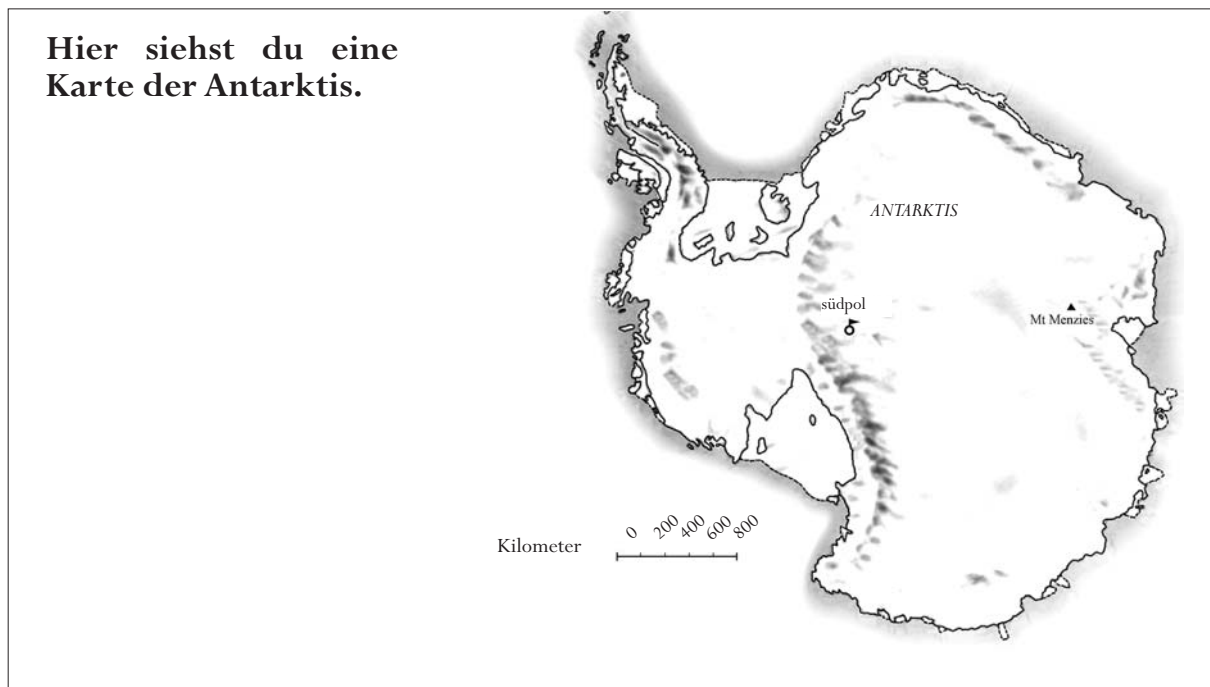 Hier siehst du eine
Karte der Antarktis.
ANTARKTIS
südpol
Mt Menzies
Kilometer
0
200
400
600
800